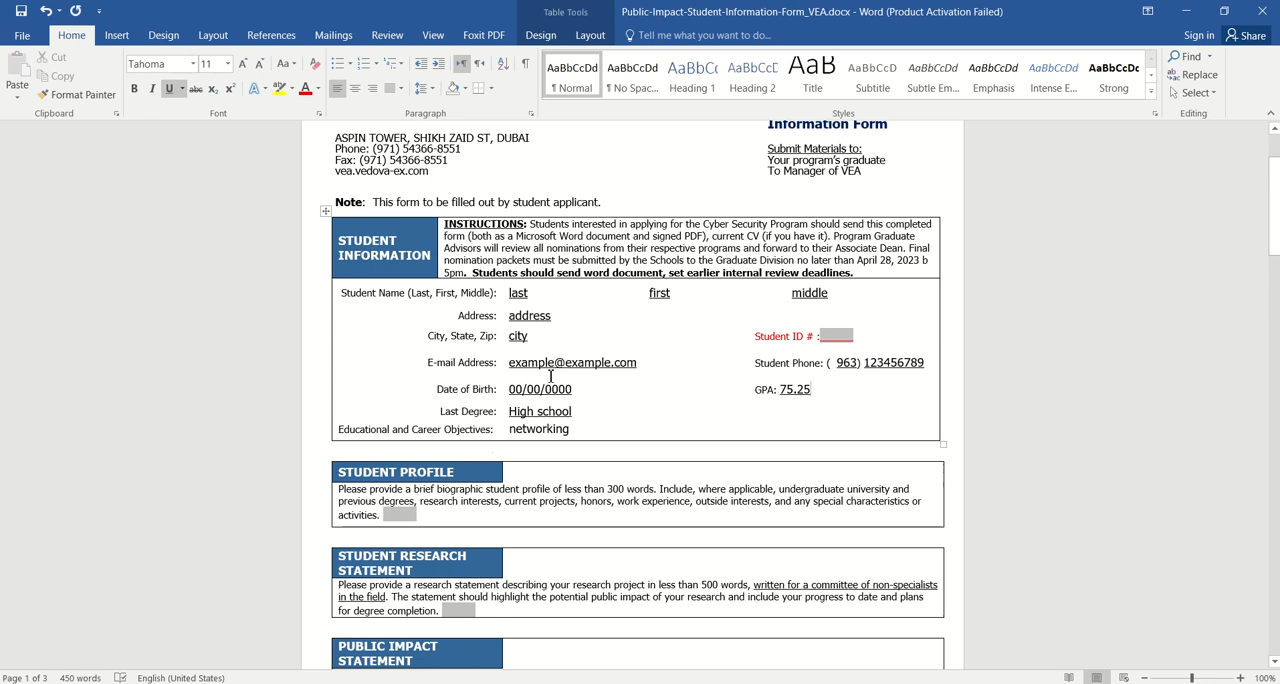 Table Tools
Public-Impact-Student-Information-Form_VEA.docx - Word (Product Activation Failed)
File Home Insert Design Layout References Mailings Review View Foxit PDF Design Layout Tell me what you want to do... Sign in Share
Paste Cut Copy Format Painter
Clipboard
Tahoma 11
Font
Paragraph
AaBbCcDd AaBbCcDd AaBbCc AaBbCcC AaB AaBbCcD AaBbCcDd AaBbCcDd AaBbCcDd AaBbCcDc
¶ Normal ¶ No Spac... Heading 1 Heading 2 Title Subtitle Subtle Em... Emphasis Intense E... Strong
Styles
Find
Replace
Select
Editing
Information Form
ASPIN TOWER, SHIKH ZAID ST, DUBAI
Phone: (971) 54366-8551
Fax: (971) 54366-8551
vea.vedova-ex.com
Submit Materials to:
Your program's graduate
To Manager of VEA
Note: This form to be filled out by student applicant.
STUDENT INFORMATION
INSTRUCTIONS: Students interested in applying for the Cyber Security Program should send this completed
form (both as a Microsoft Word document and signed PDF), current CV (if you have it). Program Graduate
Advisors will review all nominations from their respective programs and forward to their Associate Dean. Final
nomination packets must be submitted by the Schools to the Graduate Division no later than April 28, 2023 b
5pm. Students should send word document, set earlier internal review deadlines.
Student Name (Last, First, Middle): last first middle
Address: address
City, State, Zip: city Student ID # :
E-mail Address: example@example.com Student Phone: ( 963) 123456789
Date of Birth: 00/00/0000 GPA: 75.25
Last Degree: High school
Educational and Career Objectives: networking
STUDENT PROFILE
Please provide a brief biographic student profile of less than 300 words. Include, where applicable, undergraduate university and
previous degrees, research interests, current projects, honors, work experience, outside interests, and any special characteristics or
activities.
STUDENT RESEARCH
STATEMENT
Please provide a research statement describing your research project in less than 500 words, written for a committee of non-specialists
in the field. The statement should highlight the potential public impact of your research and include your progress to date and plans
for degree completion.
PUBLIC IMPACT
STATEMENT
Page 1 of 3 450 words English (United States) 100%